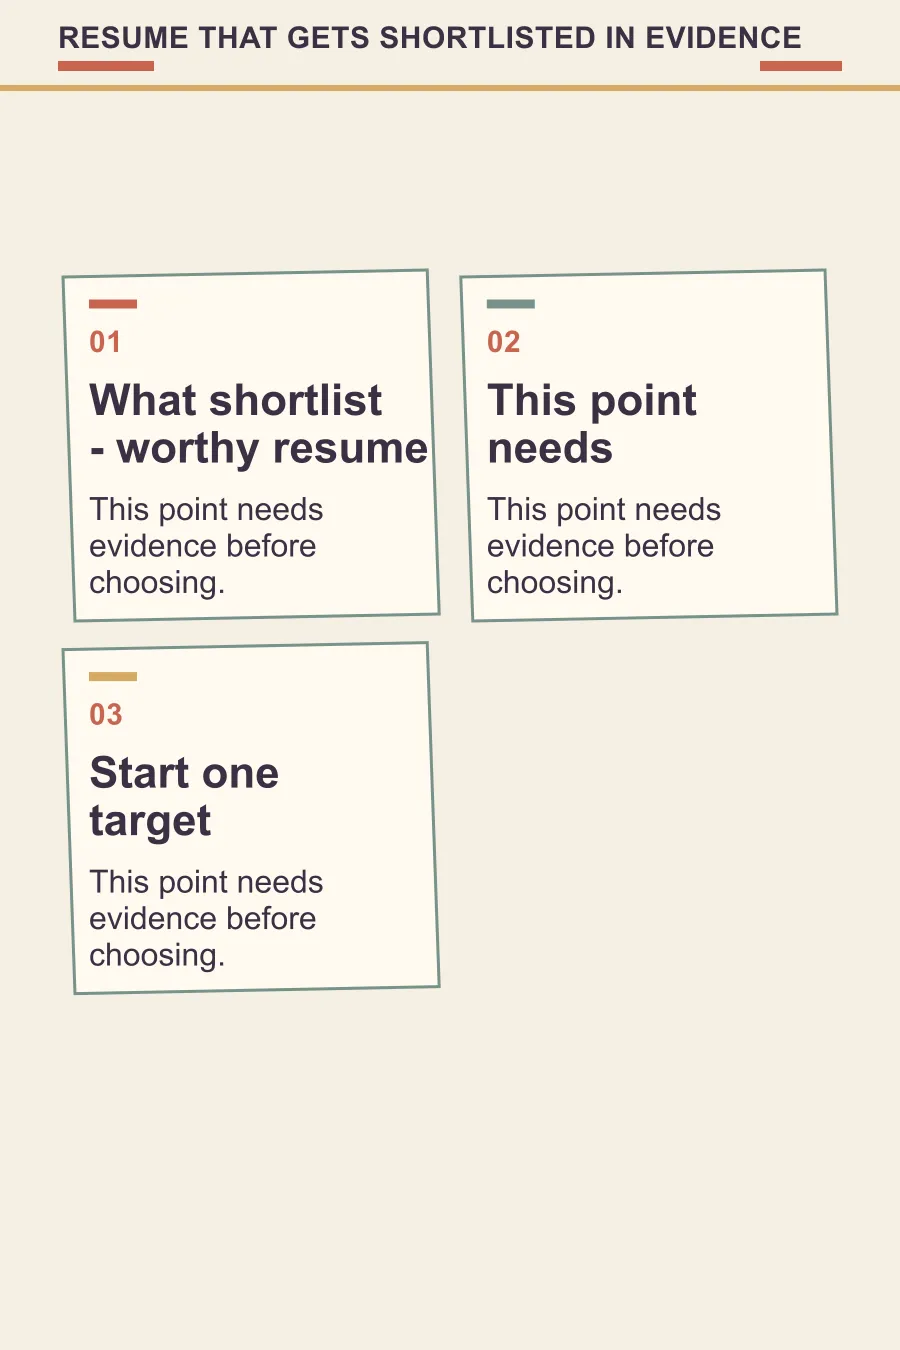 RESUME THAT GETS SHORTLISTED IN EVIDENCE
01
What shortlist
- worthy resume
This point needs
evidence before
choosing.
02
This point
needs
This point needs
evidence before
choosing.
03
Start one
target
This point needs
evidence before
choosing.